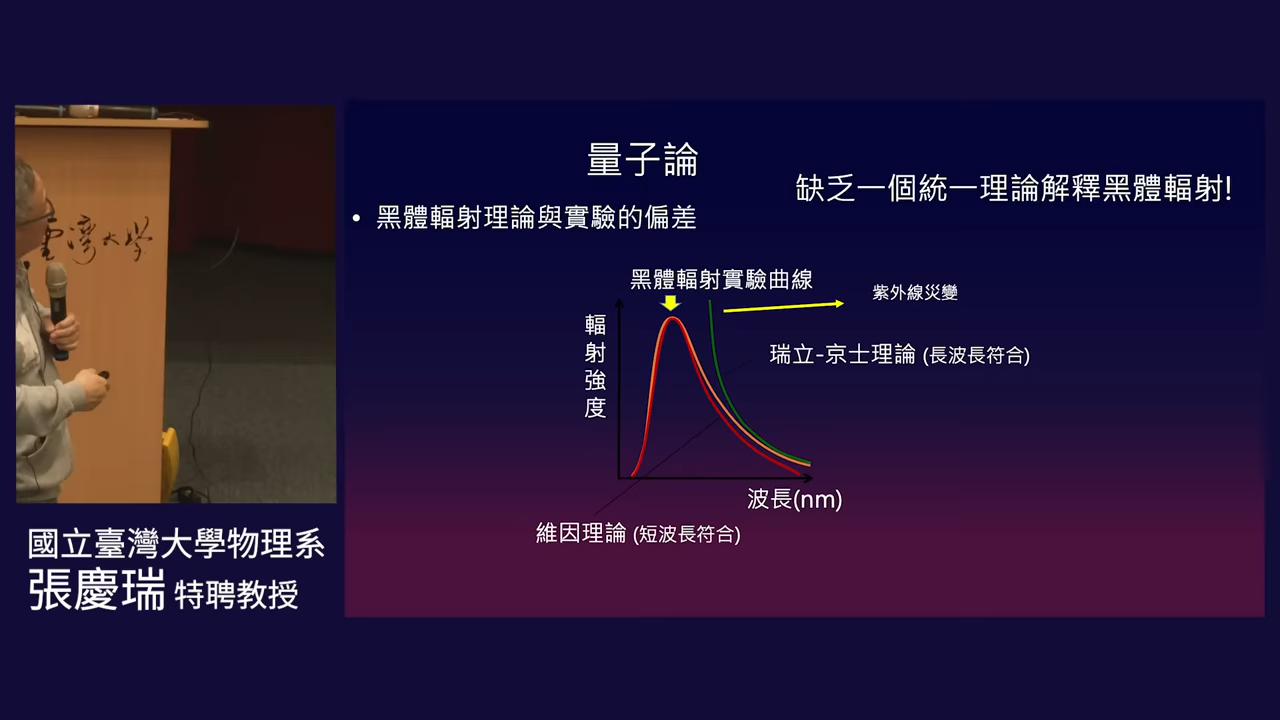 量子論
缺乏一個統一理論解釋黑體輻射!
• 黑體輻射理論與實驗的偏差
黑體輻射實驗曲線
紫外線災變
輻射強度
瑞立-京士理論 (長波長符合)
波長(nm)
維因理論 (短波長符合)
臺灣大學
國立臺灣大學物理系
張慶瑞 特聘教授